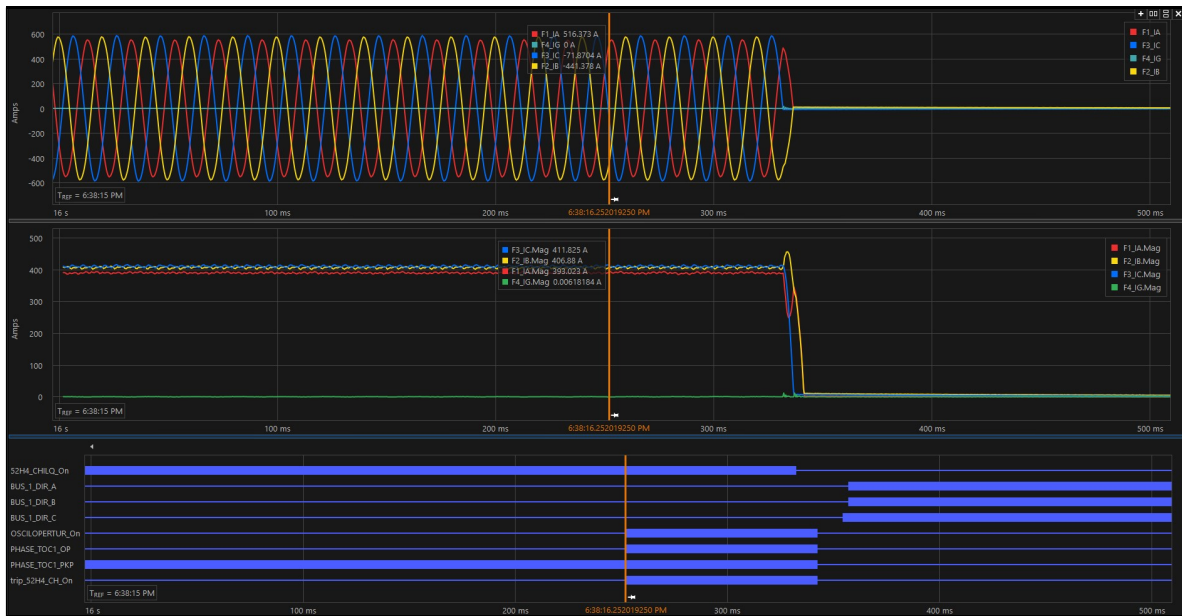 600
400
200
0
-200
-400
-600
Amps
F1_IA 516.373 A
F4_IG 0 A
F3_IC -71.8704 A
F2_IB -441.378 A
F1_IA
F3_IC
F4_IG
F2_IB
TREF = 6:38:15 PM
16 s 100 ms 200 ms 6:38:16.252019250 PM 300 ms 400 ms 500 ms
500
400
300
200
100
0
Amps
F3_IC.Mag 411.825 A
F2_IB.Mag 406.88 A
F1_IA.Mag 393.023 A
F4_IG.Mag 0.00618184 A
F1_IA.Mag
F2_IB.Mag
F3_IC.Mag
F4_IG.Mag
TREF = 6:38:15 PM
16 s 100 ms 200 ms 6:38:16.252019250 PM 300 ms 400 ms 500 ms
52H4_CHILQ_On
BUS_1_DIR_A
BUS_1_DIR_B
BUS_1_DIR_C
OSCILOPERTUR_On
PHASE_TOC1_OP
PHASE_TOC1_PKP
trip_52H4_CH_On
TREF = 6:38:15 PM
16 s 100 ms 200 ms 6:38:16.252019250 PM 300 ms 400 ms 500 ms